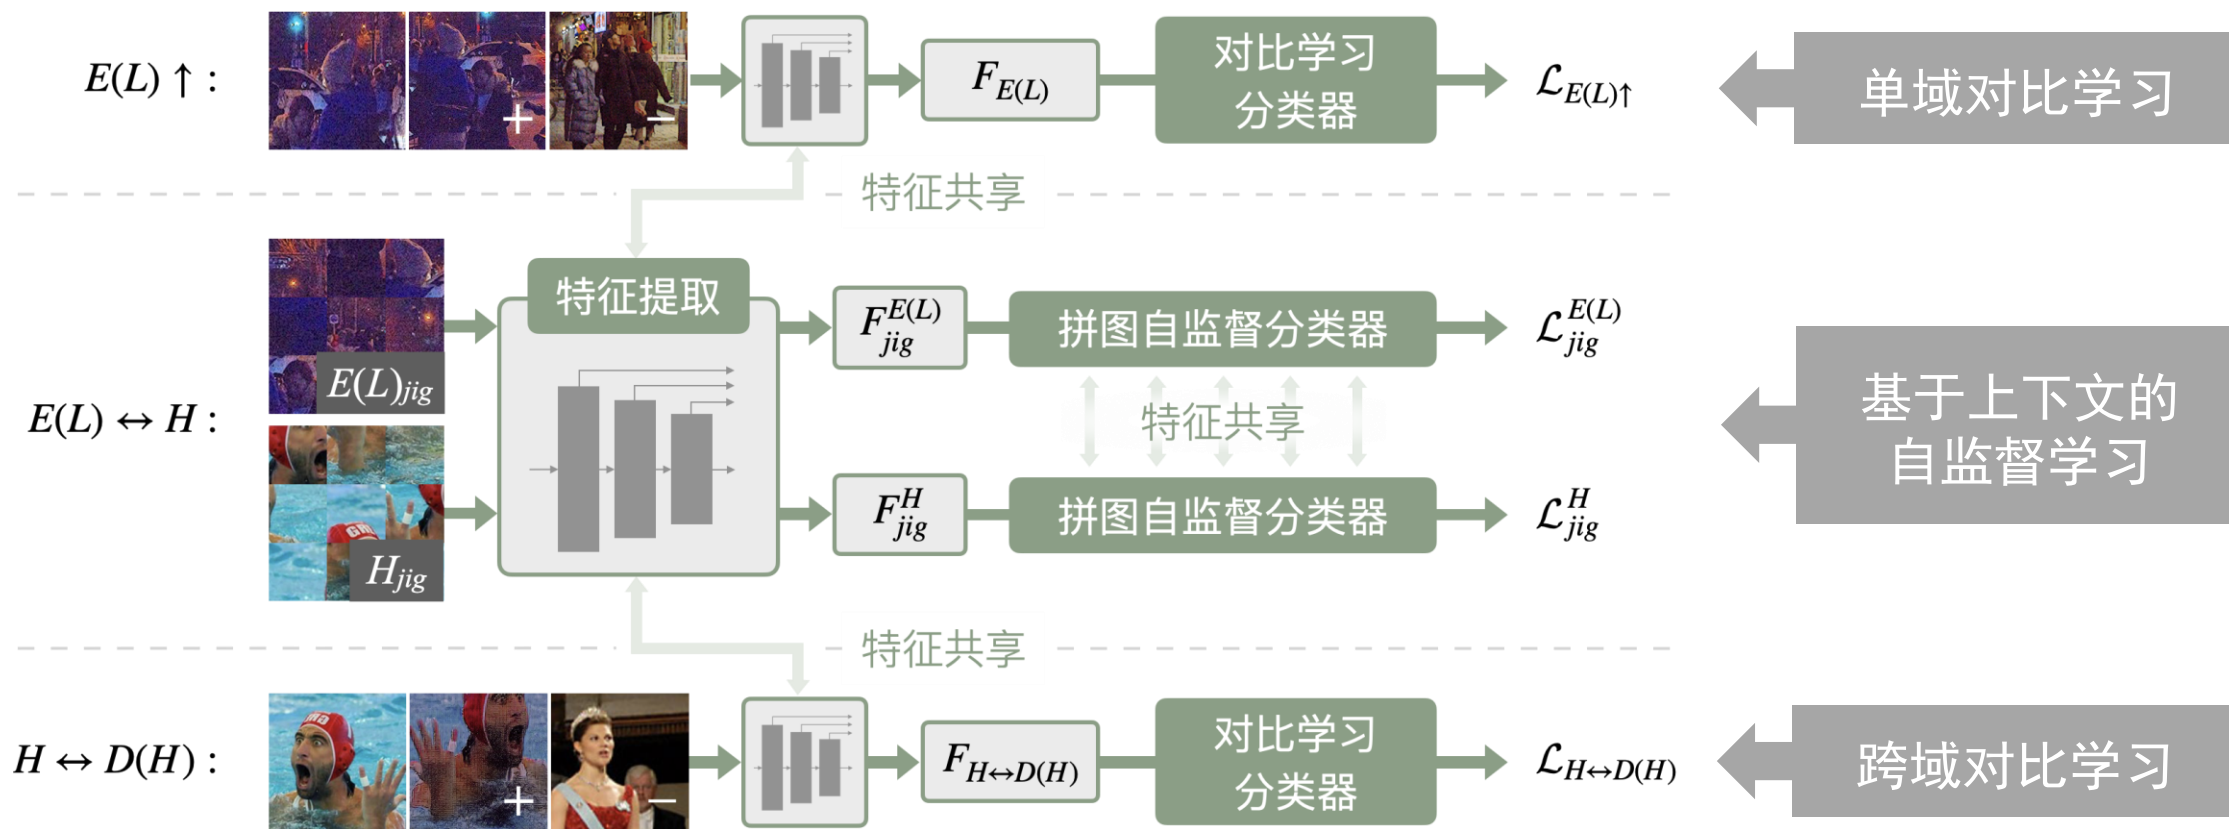 E(L) ↑ :
+
−
F_{E(L)}
对比学习
分类器
ℒ_{E(L)↑}
单域对比学习
特征共享
E(L) ↔ H :
E(L)_{jig}
H_{jig}
特征提取
F_{jig}^{E(L)}
拼图自监督分类器
ℒ_{jig}^{E(L)}
特征共享
F_{jig}^{H}
拼图自监督分类器
ℒ_{jig}^{H}
基于上下文的
自监督学习
特征共享
H ↔ D(H) :
+
−
F_{H↔D(H)}
对比学习
分类器
ℒ_{H↔D(H)}
跨域对比学习